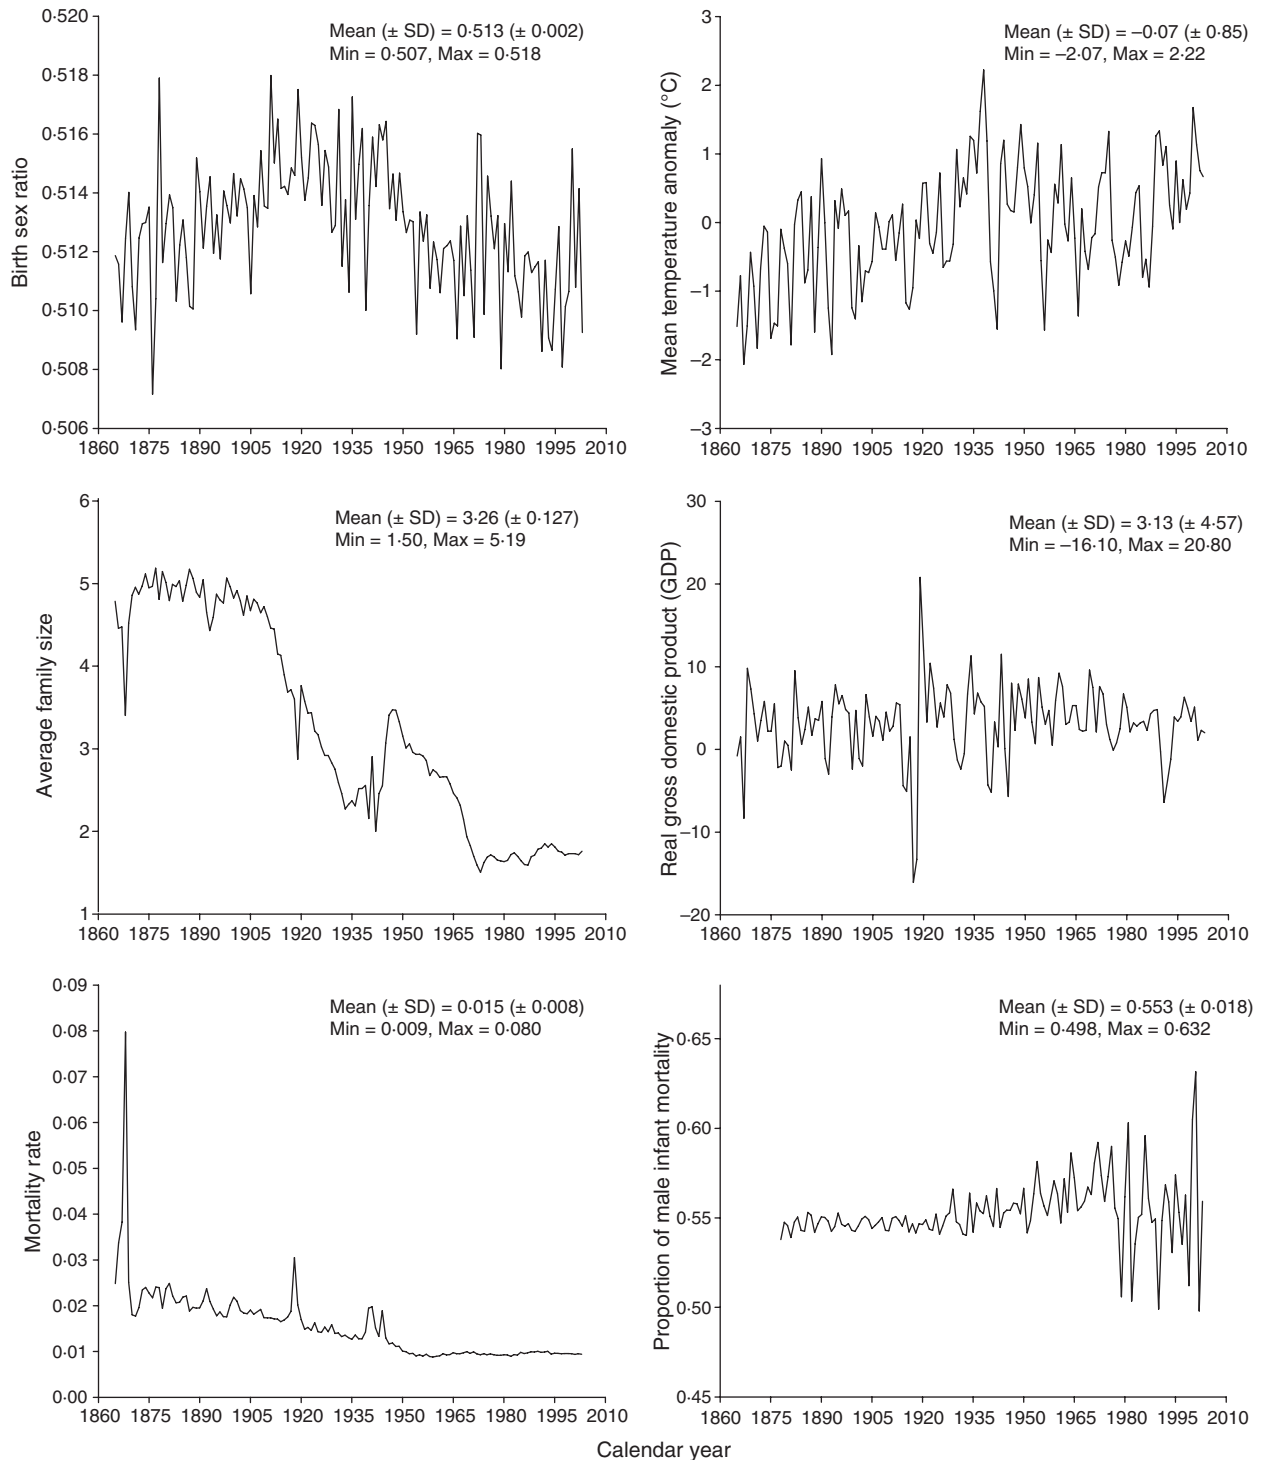 Birth sex ratio
0·520
0·518
0·516
0·514
0·512
0·510
0·508
0·506
Mean (± SD) = 0·513 (± 0·002)
Min = 0·507, Max = 0·518
1860 1875 1890 1905 1920 1935 1950 1965 1980 1995 2010
Mean temperature anomaly (°C)
3
2
1
0
–1
–2
–3
Mean (± SD) = –0·07 (± 0·85)
Min = –2·07, Max = 2·22
1860 1875 1890 1905 1920 1935 1950 1965 1980 1995 2010
Average family size
6
5
4
3
2
1
Mean (± SD) = 3·26 (± 0·127)
Min = 1·50, Max = 5·19
1860 1875 1890 1905 1920 1935 1950 1965 1980 1995 2010
Real gross domestic product (GDP)
30
20
10
0
–10
–20
Mean (± SD) = 3·13 (± 4·57)
Min = –16·10, Max = 20·80
1860 1875 1890 1905 1920 1935 1950 1965 1980 1995 2010
Mortality rate
0·09
0·08
0·07
0·06
0·05
0·04
0·03
0·02
0·01
0·00
Mean (± SD) = 0·015 (± 0·008)
Min = 0·009, Max = 0·080
1860 1875 1890 1905 1920 1935 1950 1965 1980 1995 2010
Proportion of male infant mortality
0·65
0·60
0·55
0·50
0·45
Mean (± SD) = 0·553 (± 0·018)
Min = 0·498, Max = 0·632
1860 1875 1890 1905 1920 1935 1950 1965 1980 1995 2010
Calendar year